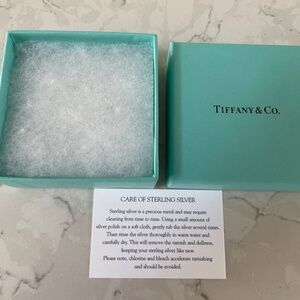 TIFFANY & CO.
CARE OF STERLING SILVER
Sterling silver is a precious metal and may require
cleaning from time to time. Using a small amount of
silver polish on a soft cloth, gently rub the silver several times.
Then rinse the silver thoroughly in warm water and
carefully dry. This will remove the tarnish and dullness,
keeping your sterling silver like new.
Please note, chlorine and bleach accelerate tarnishing
and should be avoided.